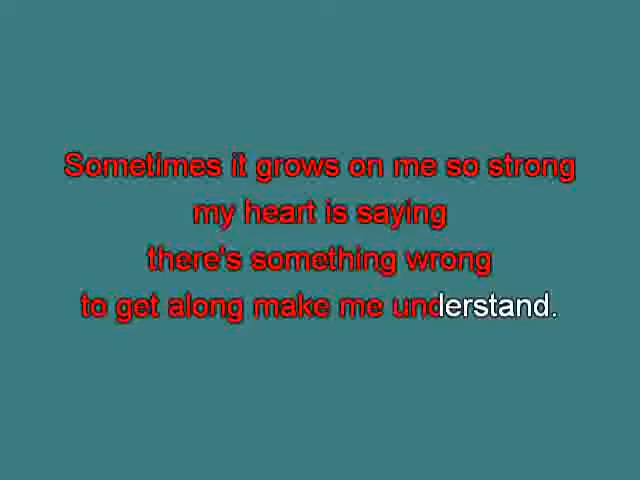 Sometimes it grows on me so strong
my heart is saying
there's something wrong
to get along make me understand.